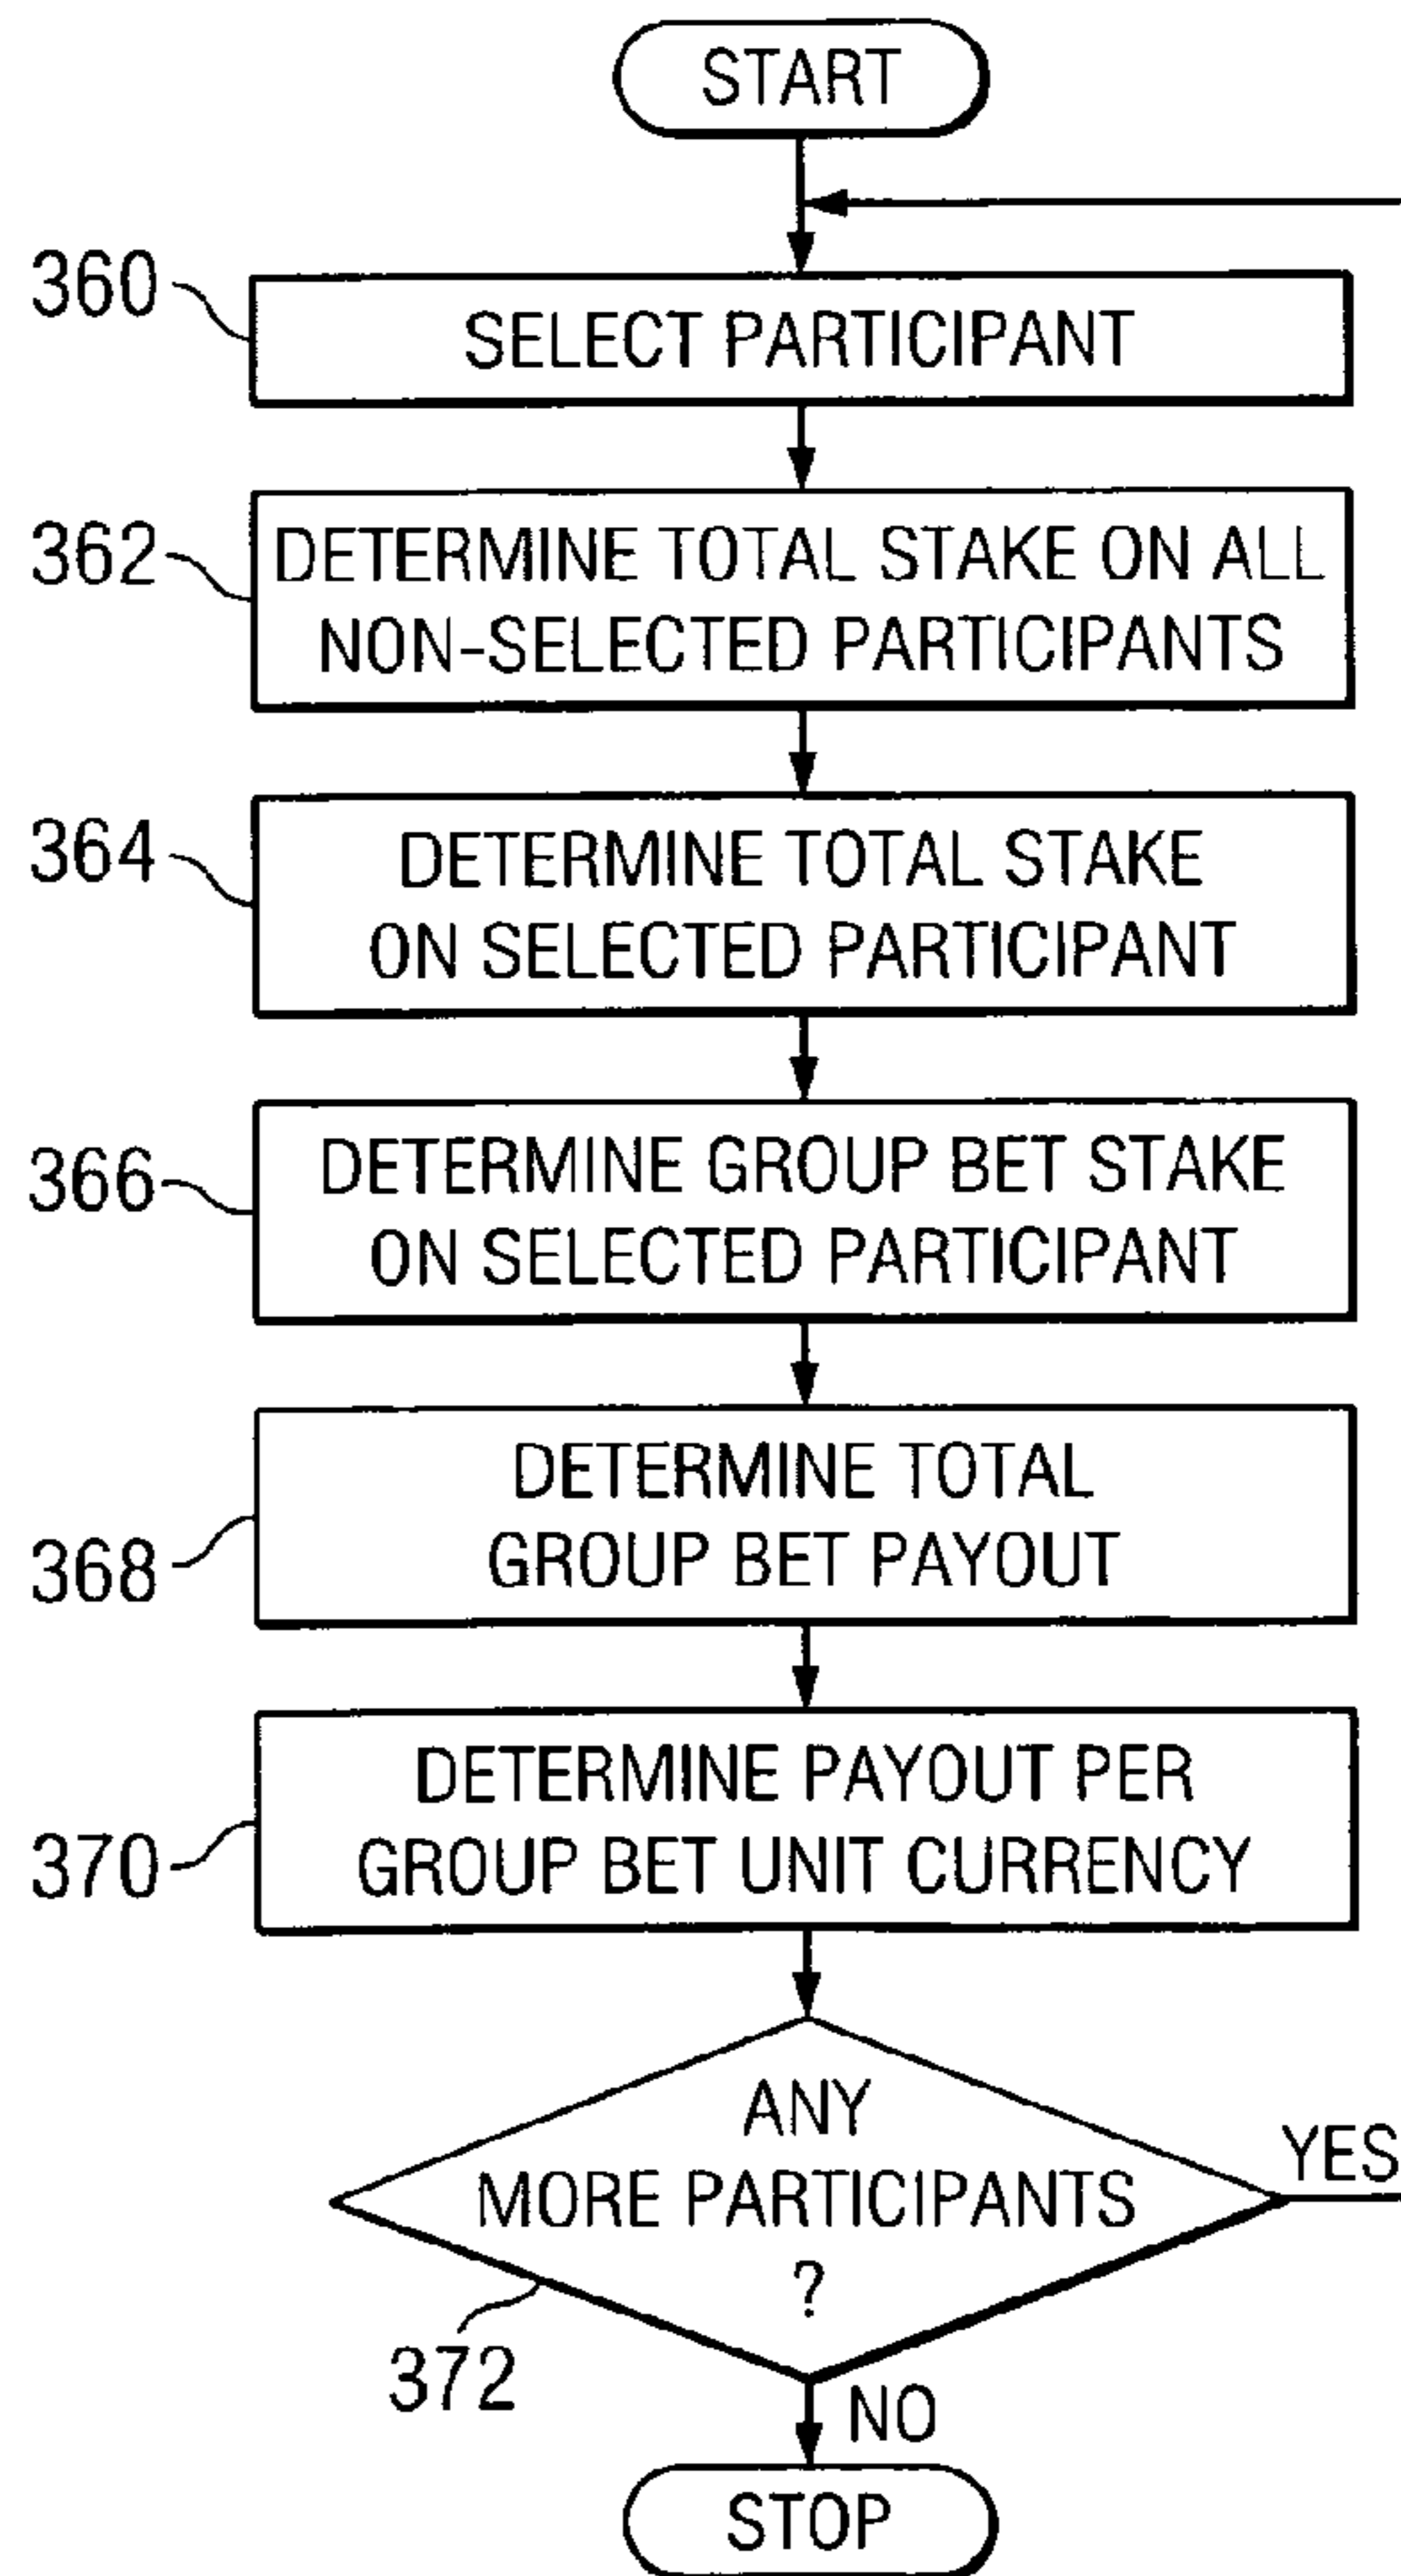 START
360
SELECT PARTICIPANT
362
DETERMINE TOTAL STAKE ON ALL
NON-SELECTED PARTICIPANTS
364
DETERMINE TOTAL STAKE
ON SELECTED PARTICIPANT
366
DETERMINE GROUP BET STAKE
ON SELECTED PARTICIPANT
368
DETERMINE TOTAL
GROUP BET PAYOUT
370
DETERMINE PAYOUT PER
GROUP BET UNIT CURRENCY
ANY
MORE PARTICIPANTS
?
YES
372
NO
STOP